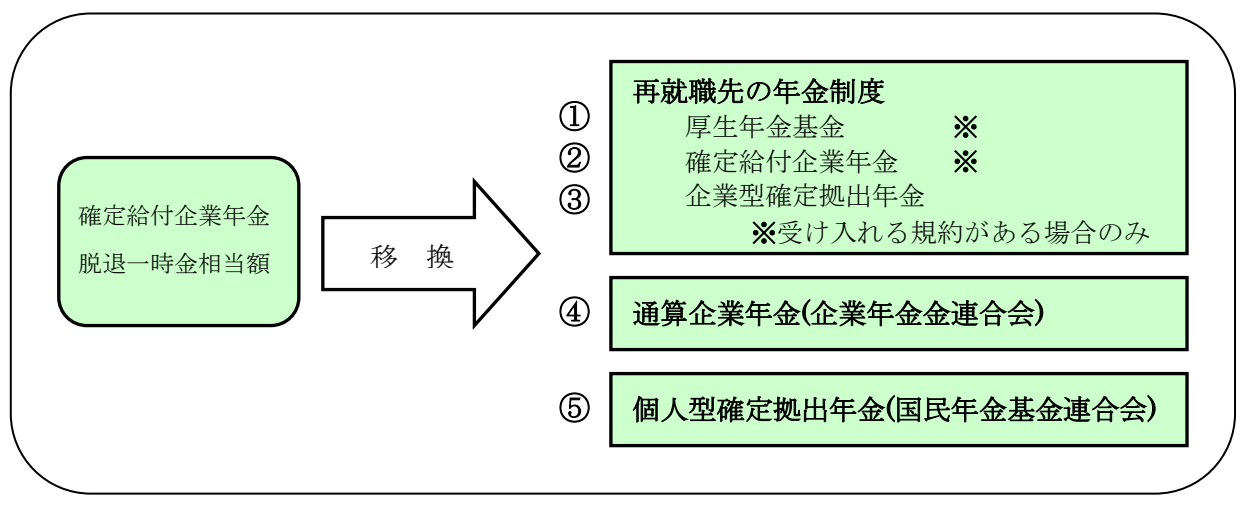 確定給付企業年金
脱退一時金相当額
移 換
再就職先の年金制度
① 厚生年金基金 ※
② 確定給付企業年金 ※
③ 企業型確定拠出年金
※受け入れる規約がある場合のみ
④ 通算企業年金(企業年金金連合会)
⑤ 個人型確定拠出年金(国民年金基金連合会)